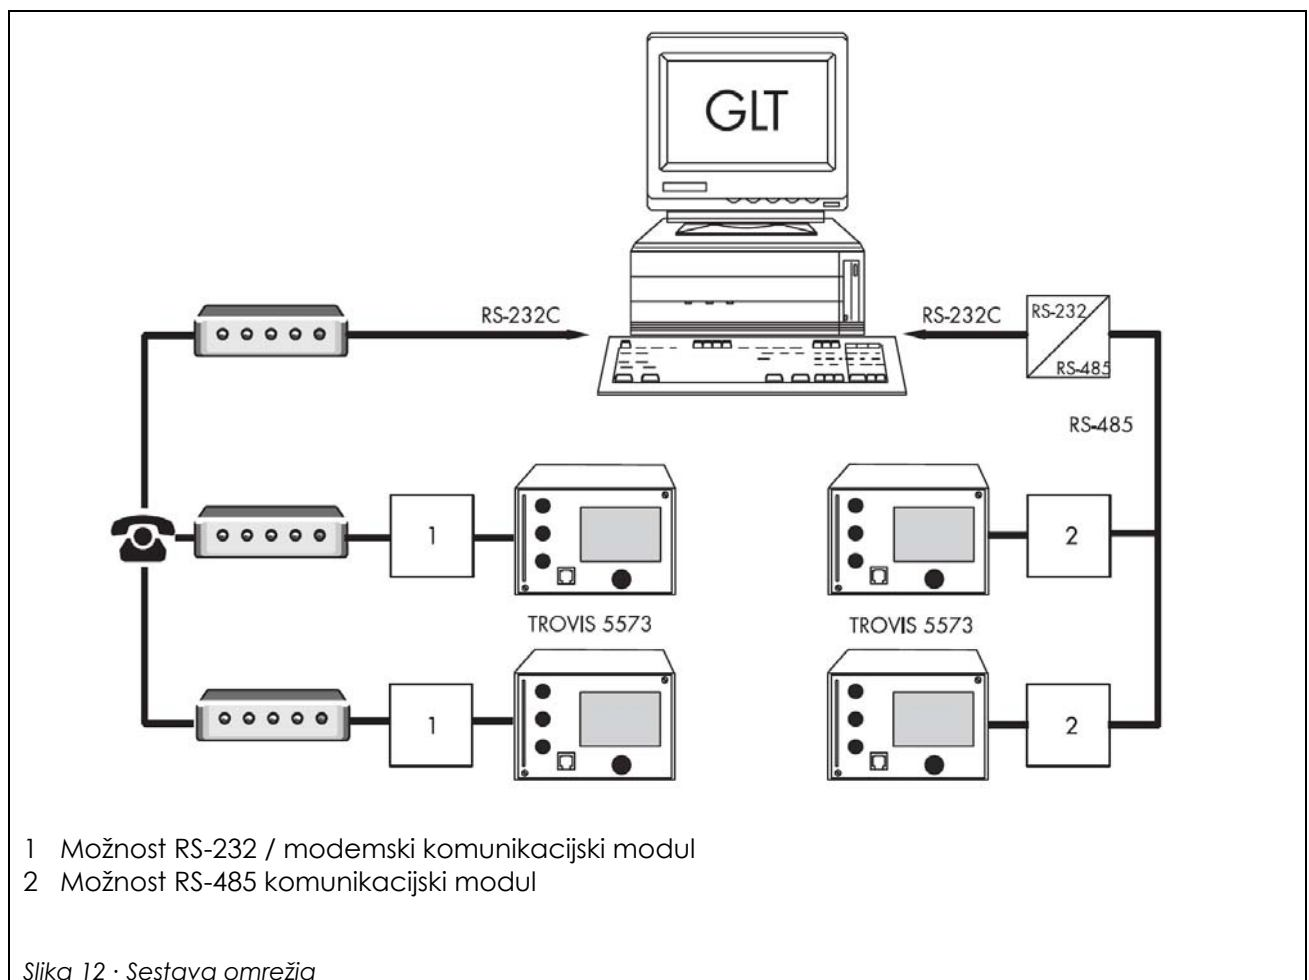 GLT
RS-232C
RS-232C
RS-232
RS-485
RS-485
1
2
TROVIS 5573
TROVIS 5573
1
2
1 Možnost RS-232 / modemski komunikacijski modul
2 Možnost RS-485 komunikacijski modul
Slika 12 · Sestava omrežja